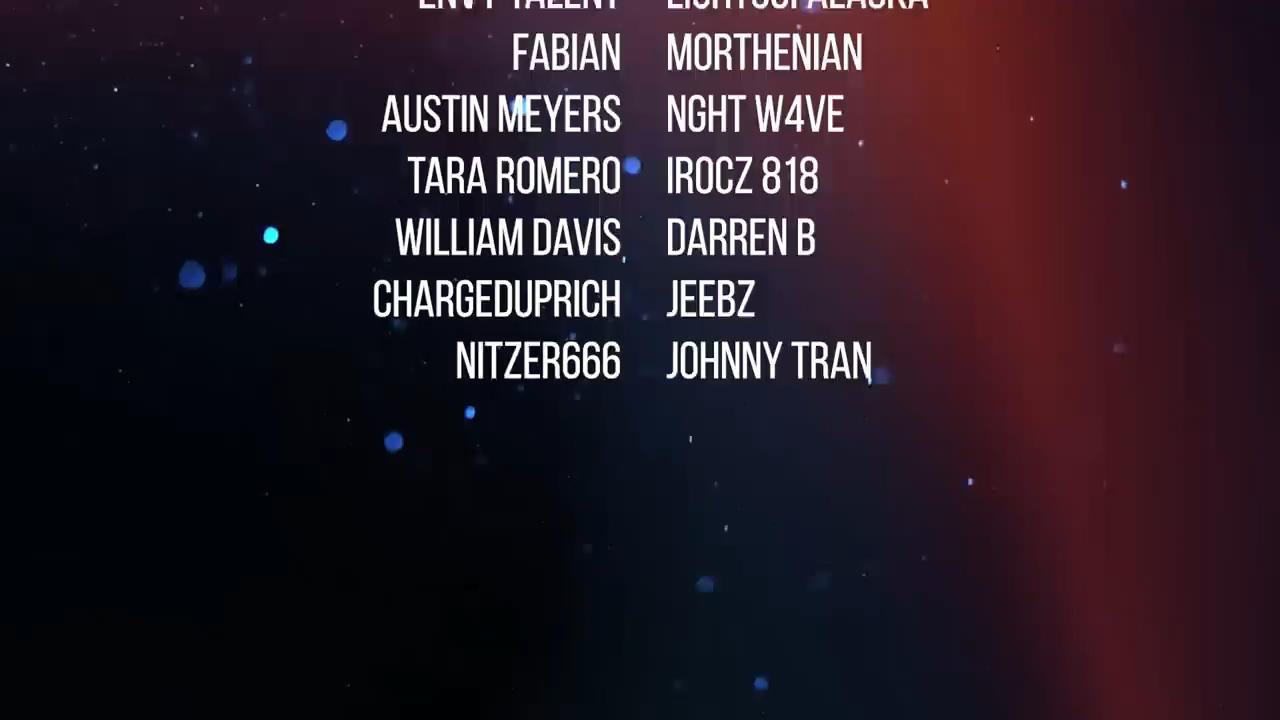 FABIAN MORTHENIAN
AUSTIN MEYERS NGHT W4VE
TARA ROMERO IROCZ 818
WILLIAM DAVIS DARREN B
CHARGEDUPRICH JEEBZ
NITZER666 JOHNNY TRAN